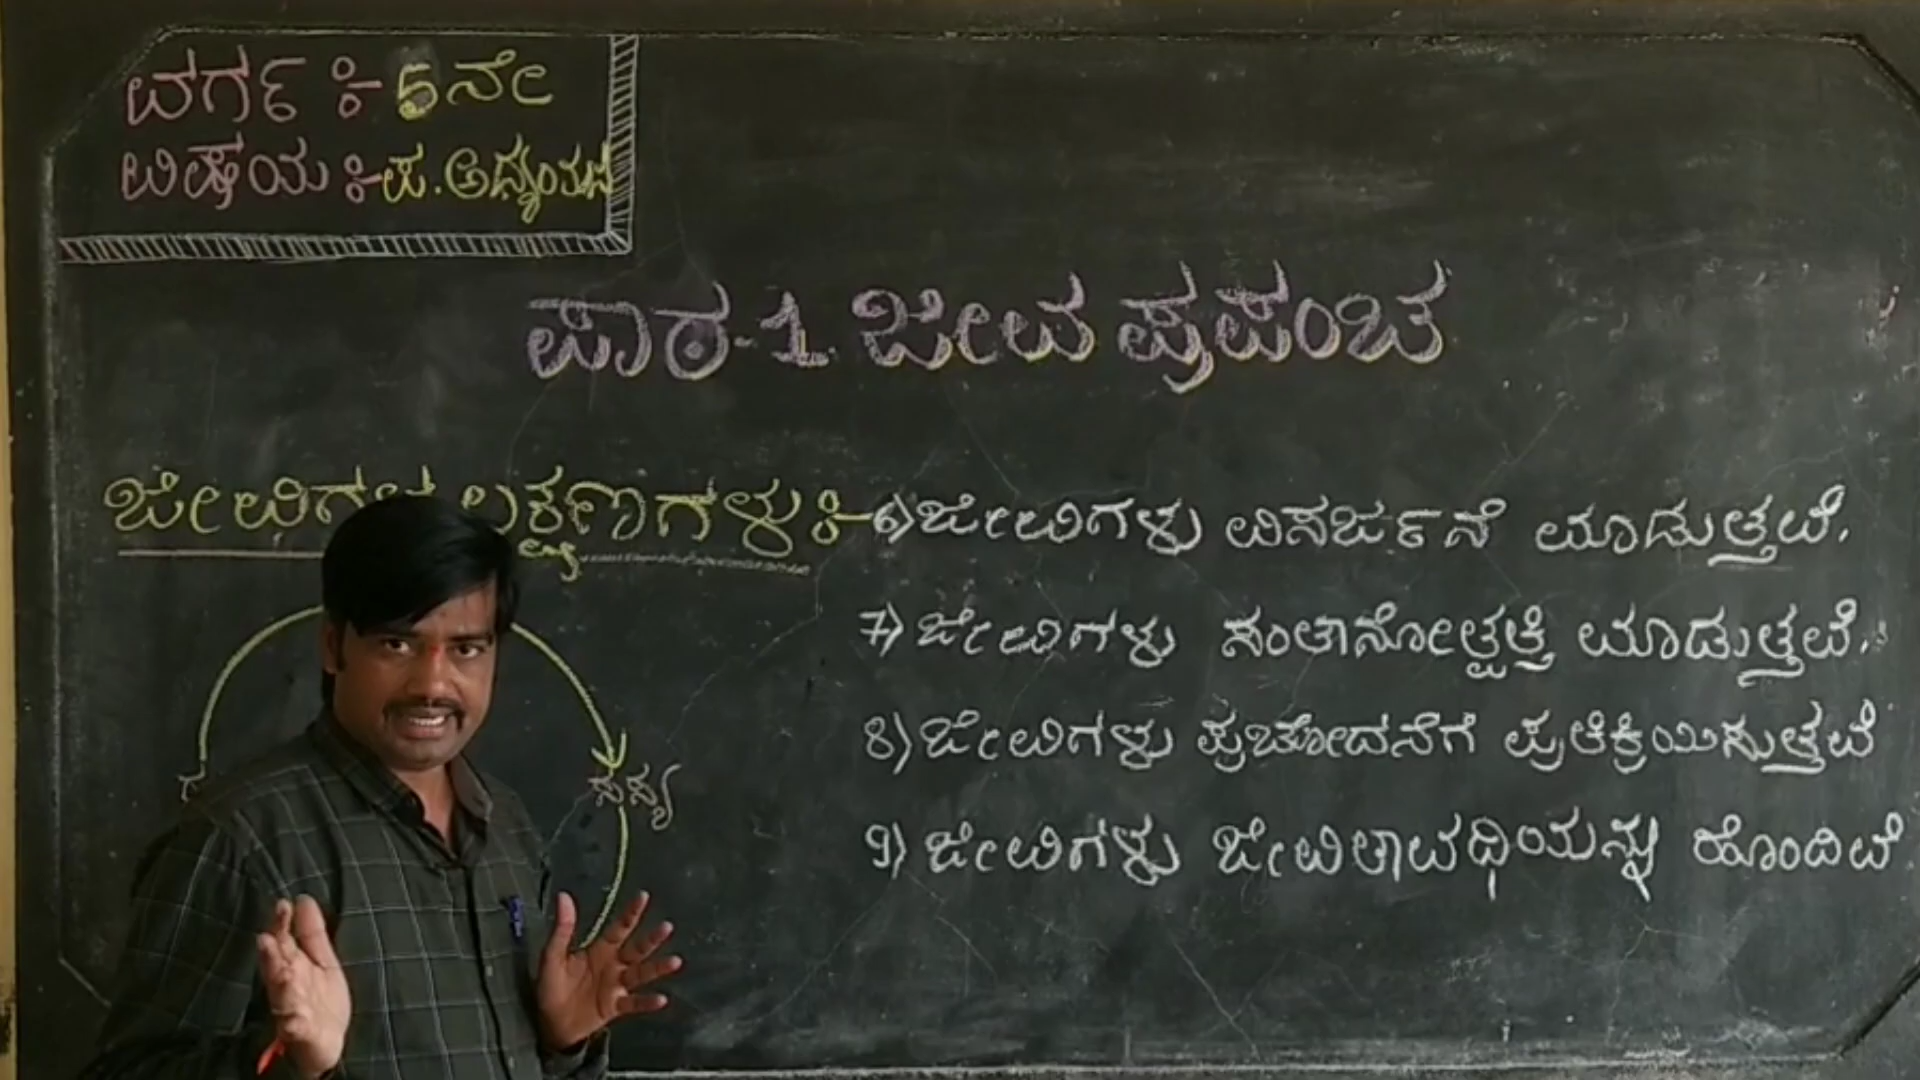 ವರ್ಗ :- 5ನೇ
ವಿಷಯ :- ಪ. ಅಧ್ಯಯನ
ಪಾಠ-1. ಜೀವ ಪ್ರಪಂಚ
ಜೀವಿಗಳ ಲಕ್ಷಣಗಳು :-
6) ಜೀವಿಗಳು ವಿಸರ್ಜನೆ ಮಾಡುತ್ತವೆ.
7) ಜೀವಿಗಳು ಸಂತಾನೋತ್ಪತ್ತಿ ಮಾಡುತ್ತವೆ.
8) ಜೀವಿಗಳು ಪ್ರಚೋದನೆಗೆ ಪ್ರತಿಕ್ರಿಯಿಸುತ್ತವೆ
9) ಜೀವಿಗಳು ಜೀವಿತಾವಧಿಯನ್ನು ಹೊಂದಿವೆ
ಸಸ್ಯ